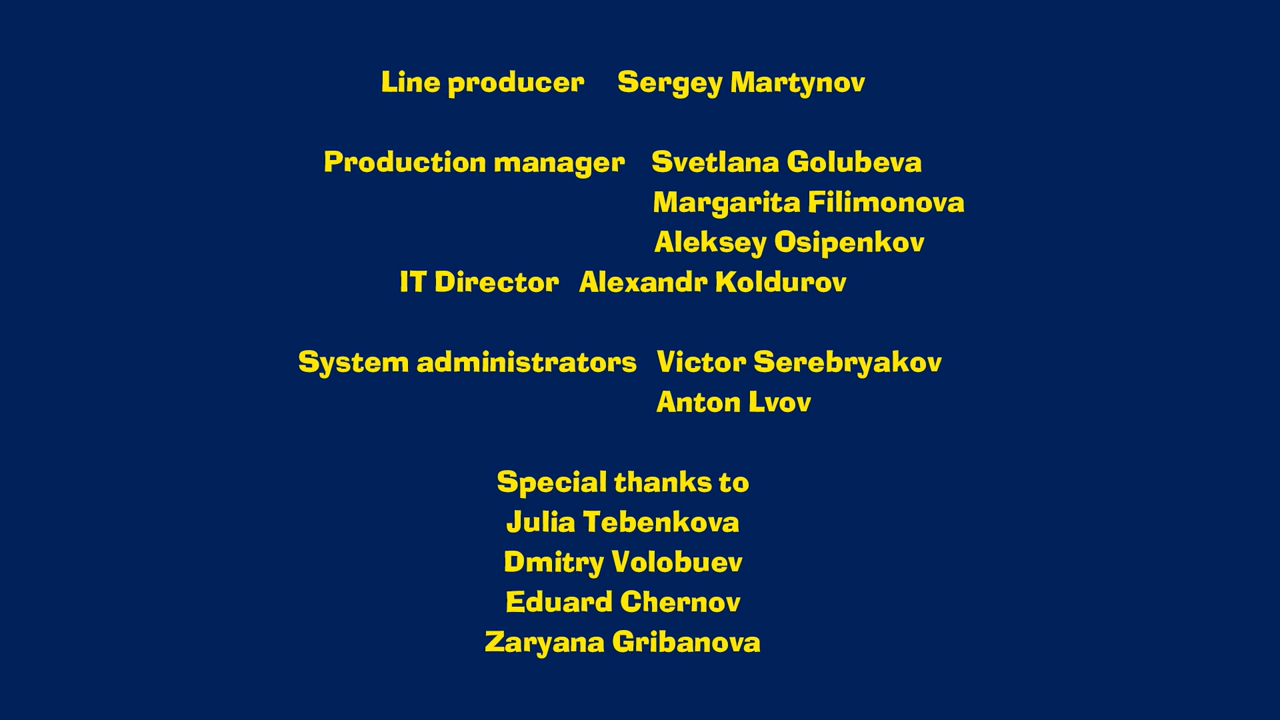 Line producer Sergey Martynov
Production manager Svetlana Golubeva
Margarita Filimonova
Aleksey Osipenkov
IT Director Alexandr Koldurov
System administrators Victor Serebryakov
Anton Lvov
Special thanks to
Julia Tebenkova
Dmitry Volobuev
Eduard Chernov
Zaryana Gribanova